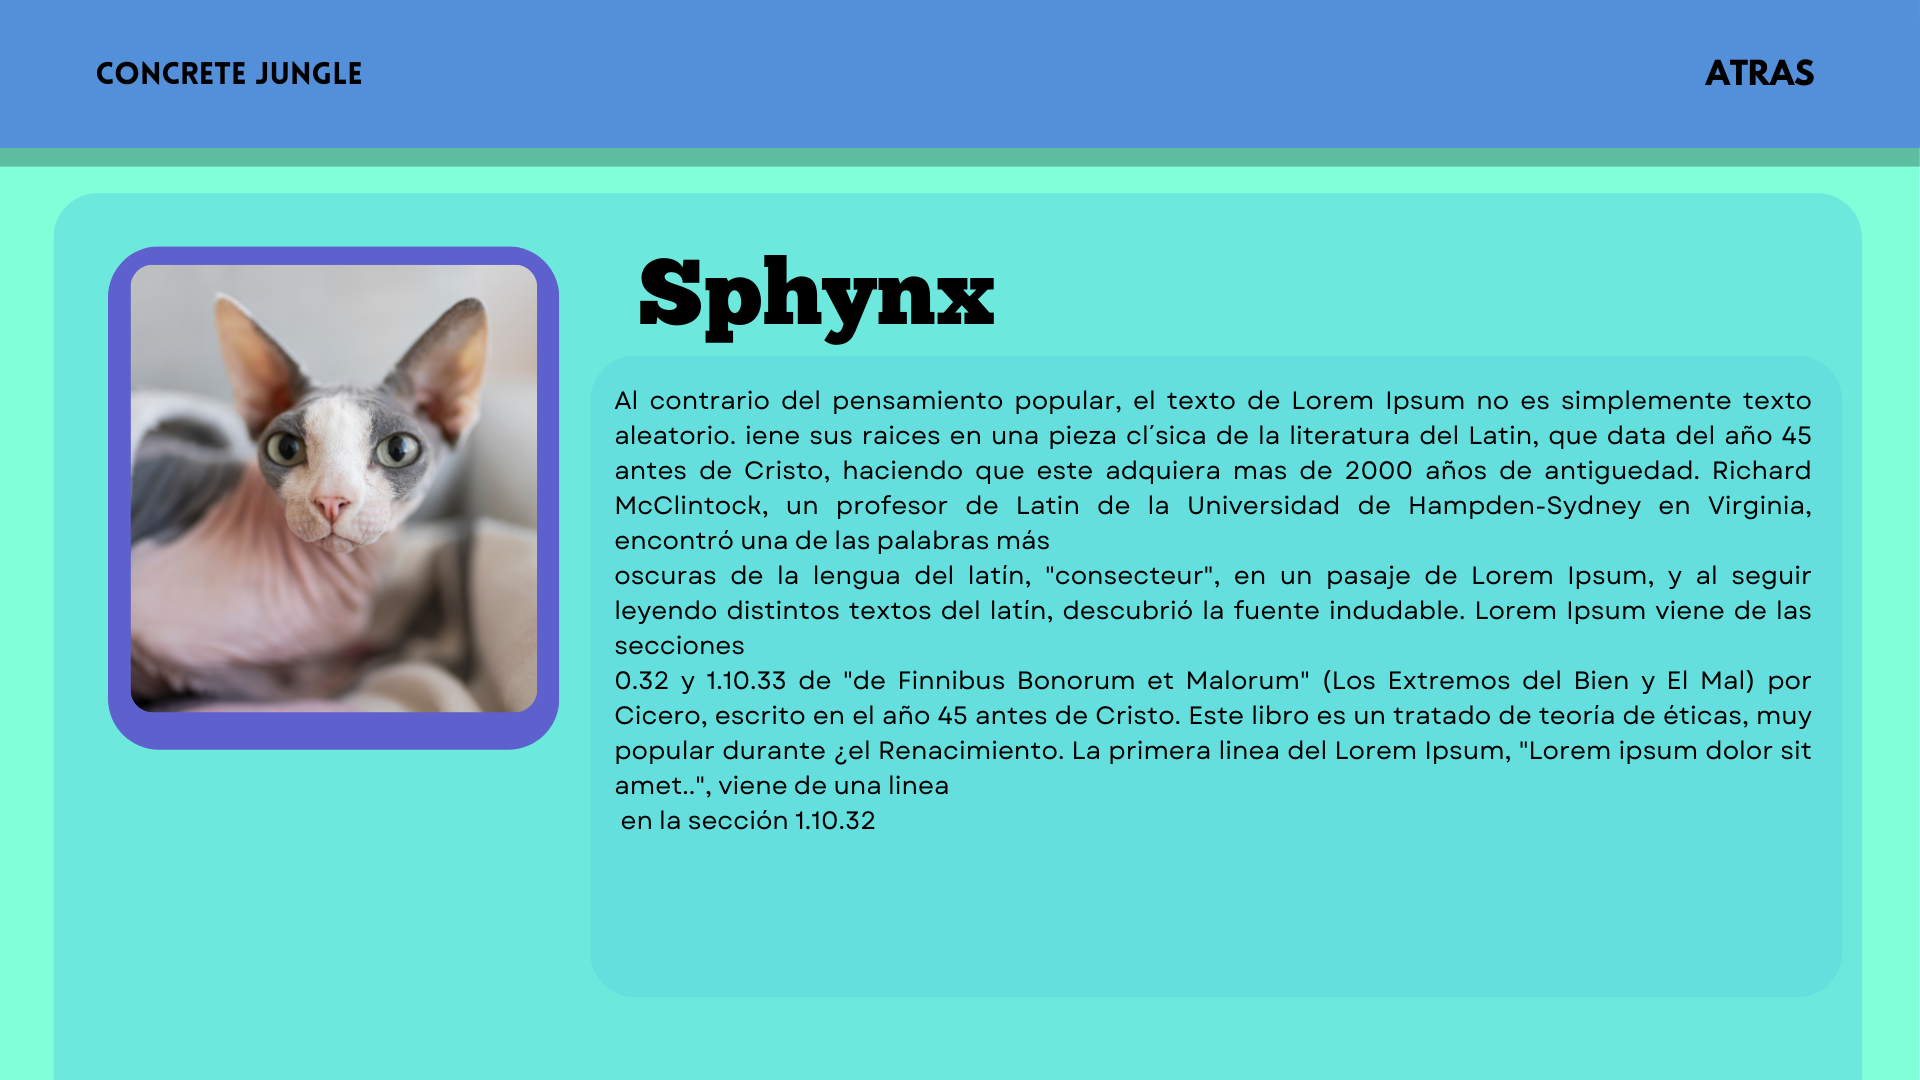 CONCRETE JUNGLE
ATRAS
Sphynx
Al contrario del pensamiento popular, el texto de Lorem Ipsum no es simplemente texto
aleatorio. iene sus raices en una pieza cl´sica de la literatura del Latin, que data del año 45
antes de Cristo, haciendo que este adquiera mas de 2000 años de antiguedad. Richard
McClintock, un profesor de Latin de la Universidad de Hampden-Sydney en Virginia,
encontró una de las palabras más
oscuras de la lengua del latín, "consecteur", en un pasaje de Lorem Ipsum, y al seguir
leyendo distintos textos del latín, descubrió la fuente indudable. Lorem Ipsum viene de las
secciones
0.32 y 1.10.33 de "de Finnibus Bonorum et Malorum" (Los Extremos del Bien y El Mal) por
Cicero, escrito en el año 45 antes de Cristo. Este libro es un tratado de teoría de éticas, muy
popular durante ¿el Renacimiento. La primera linea del Lorem Ipsum, "Lorem ipsum dolor sit
amet..", viene de una linea
en la sección 1.10.32